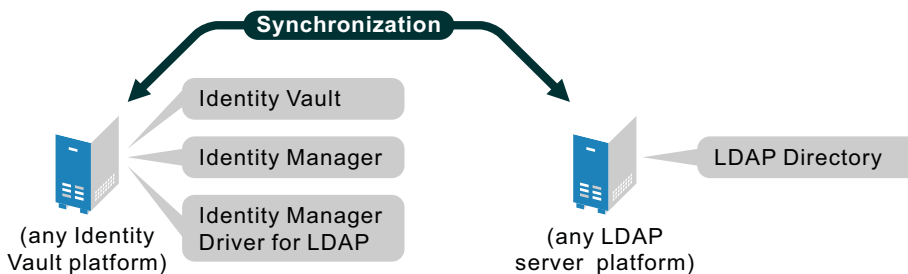 Synchronization
Identity Vault
Identity Manager
LDAP Directory
Identity Manager
Driver for LDAP
(any Identity
Vault platform)
(any LDAP
server platform)